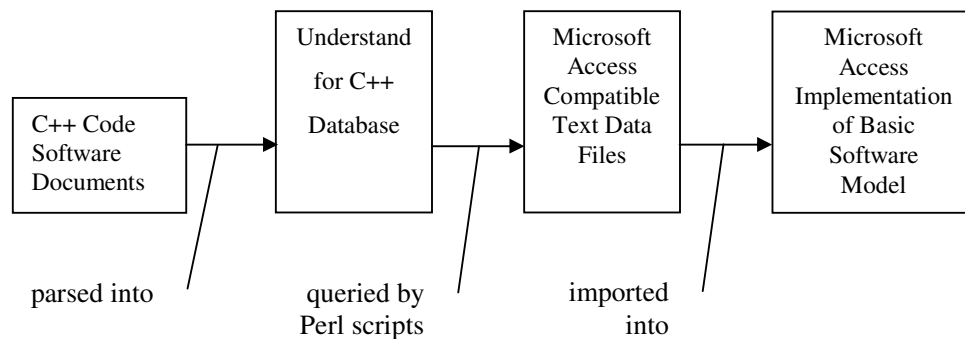 C++ Code
Software
Documents
Understand
for C++
Database
Microsoft
Access
Compatible
Text Data
Files
Microsoft
Access
Implementation
of Basic
Software
Model
parsed into
queried by
Perl scripts
imported
into